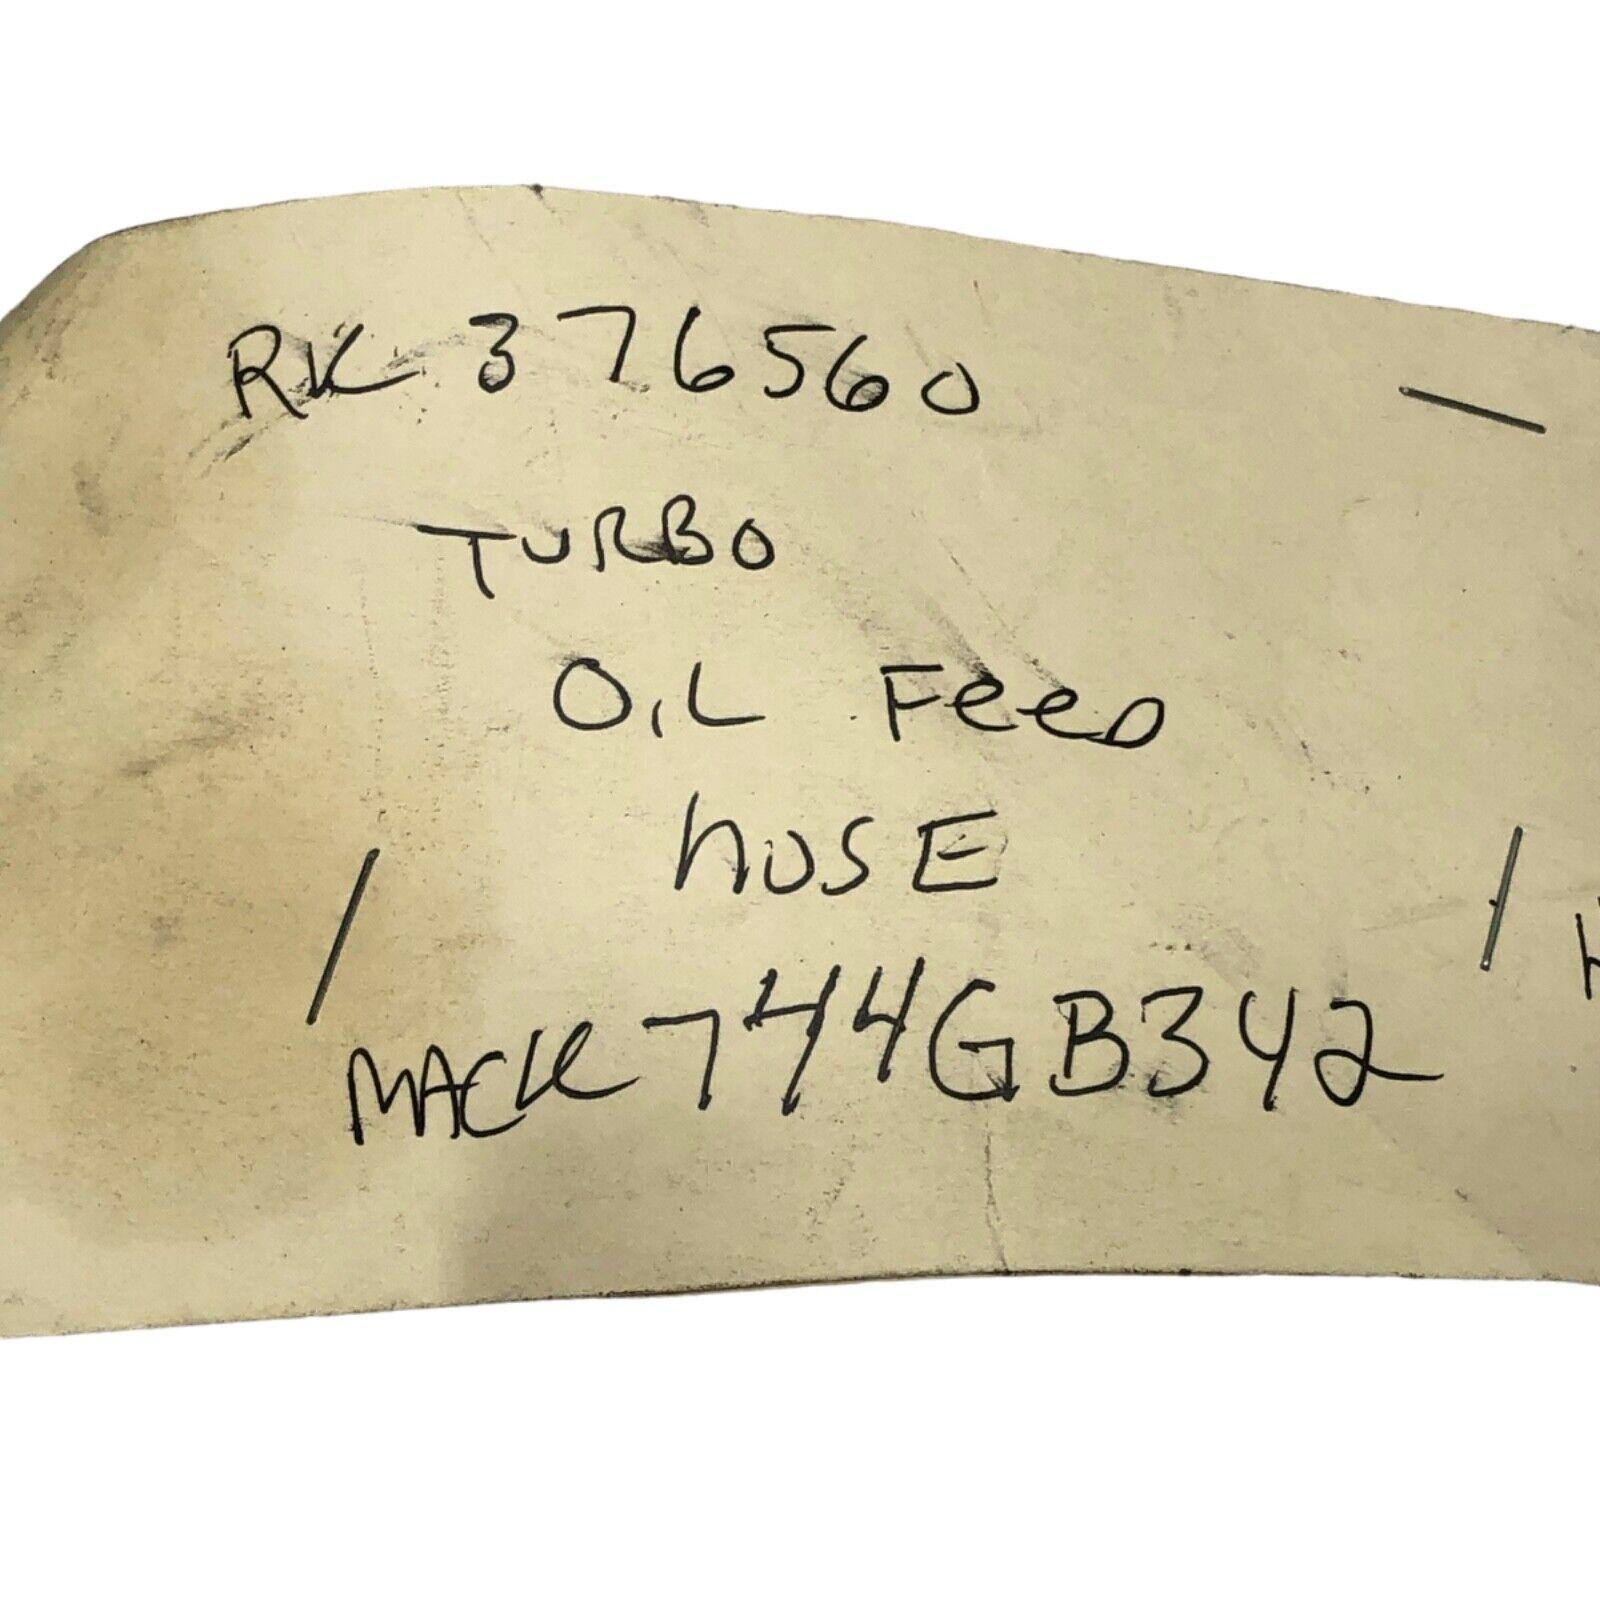 RK 376560
TURBO
OIL FeeD
hOSE
MACK 744GB342